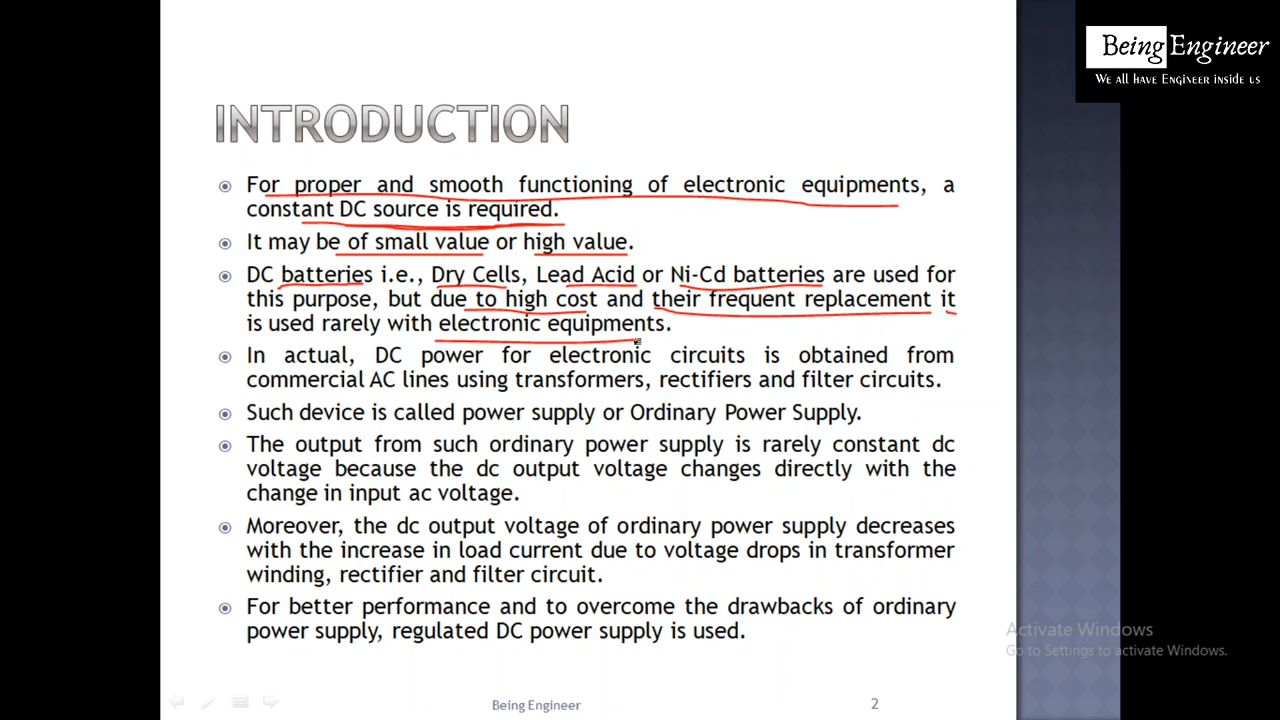 Being Engineer
We all have Engineer inside us
INTRODUCTION
For proper and smooth functioning of electronic equipments, a
constant DC source is required.
It may be of small value or high value.
DC batteries i.e., Dry Cells, Lead Acid or Ni-Cd batteries are used for
this purpose, but due to high cost and their frequent replacement it
is used rarely with electronic equipments.
In actual, DC power for electronic circuits is obtained from
commercial AC lines using transformers, rectifiers and filter circuits.
Such device is called power supply or Ordinary Power Supply.
The output from such ordinary power supply is rarely constant dc
voltage because the dc output voltage changes directly with the
change in input ac voltage.
Moreover, the dc output voltage of ordinary power supply decreases
with the increase in load current due to voltage drops in transformer
winding, rectifier and filter circuit.
For better performance and to overcome the drawbacks of ordinary
power supply, regulated DC power supply is used.
Activate Windows
Go to Settings to activate Windows.
Being Engineer
2